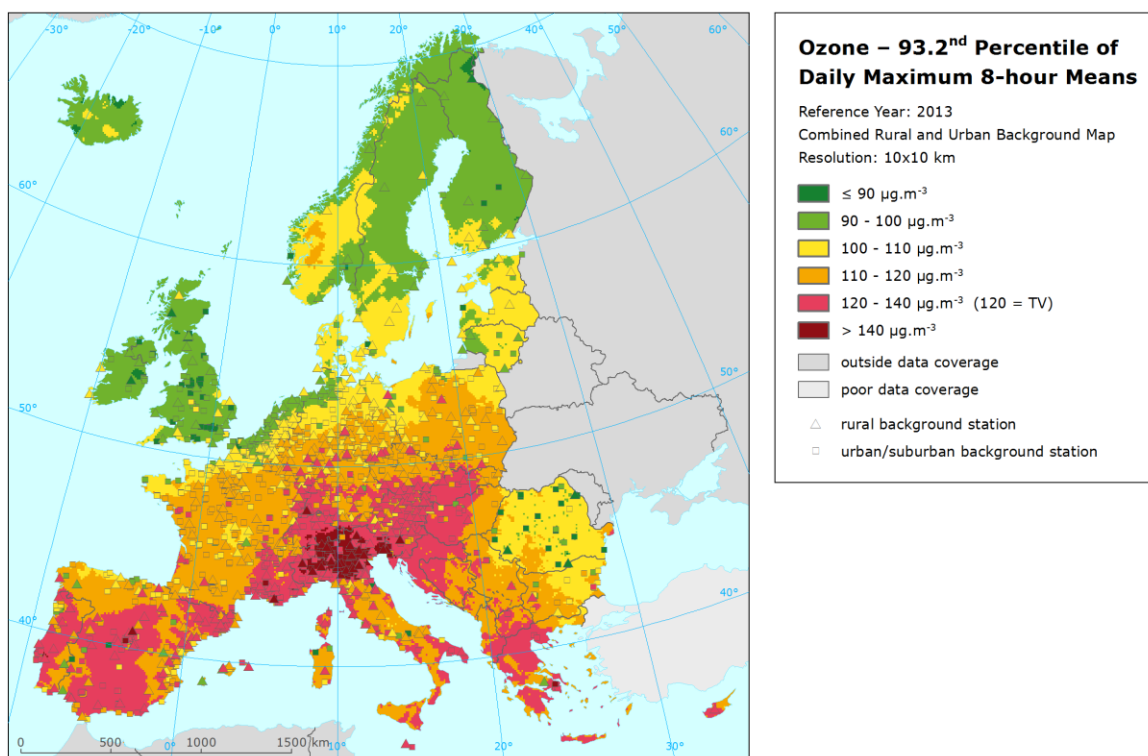 -30° -20° -10° 0° 10° 20° 30° 40° 50° 60°
60° 60°
50° 50°
40° 40°
0 500 0° 1000 1500 km 10° 20° 30°
Ozone – 93.2nd Percentile of
Daily Maximum 8-hour Means
Reference Year: 2013
Combined Rural and Urban Background Map
Resolution: 10x10 km
≤ 90 µg.m-3
90 - 100 µg.m-3
100 - 110 µg.m-3
110 - 120 µg.m-3
120 - 140 µg.m-3 (120 = TV)
> 140 µg.m-3
outside data coverage
poor data coverage
rural background station
urban/suburban background station